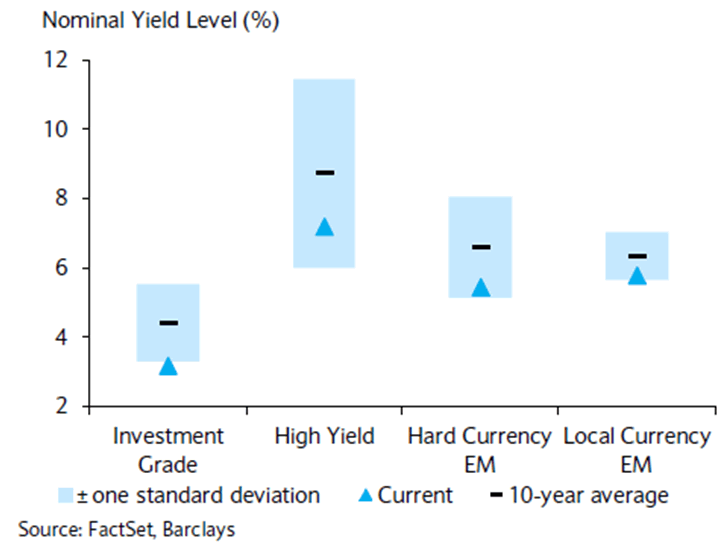 Nominal Yield Level (%)
12
10
8
6
4
2
Investment Grade
High Yield
Hard Currency EM
Local Currency EM
± one standard deviation
Current
10-year average
Source: FactSet, Barclays